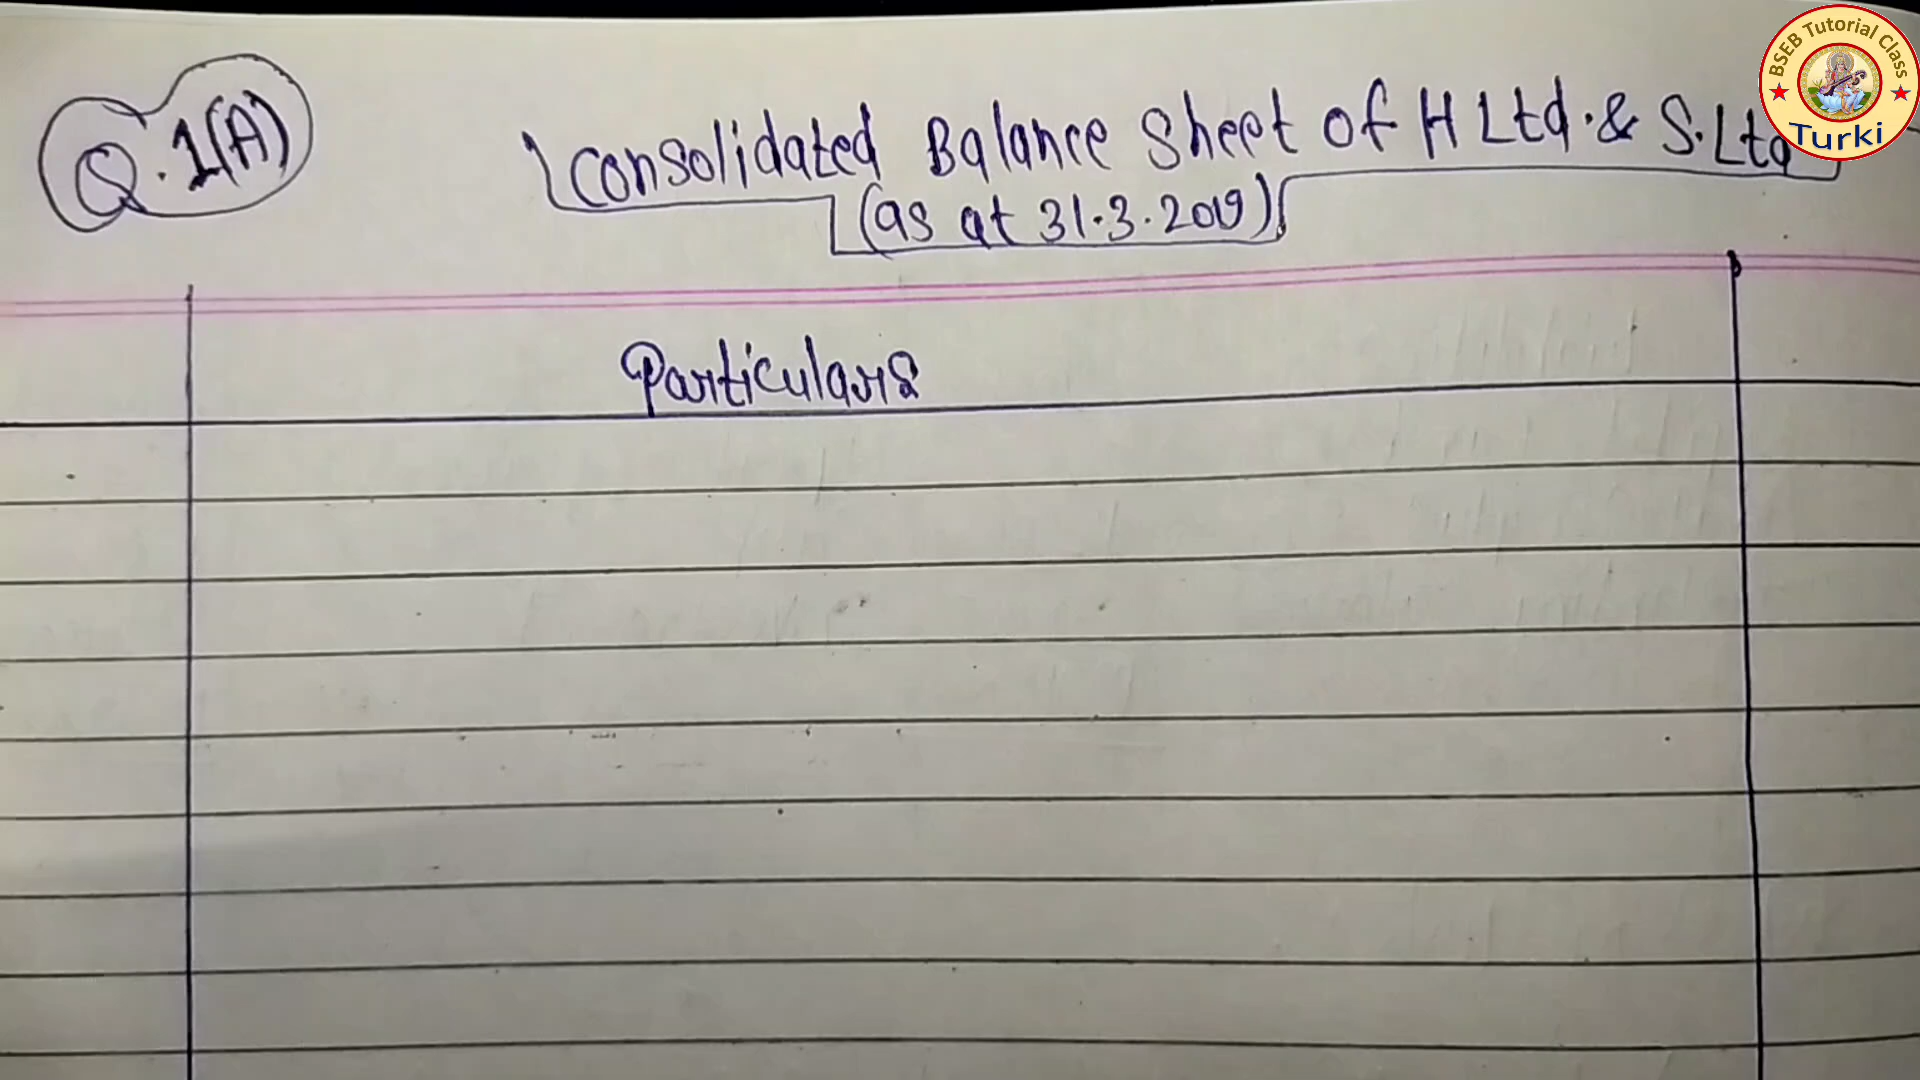 Q.1(A)
Consolidated Balance Sheet of H Ltd. & S.Ltd
(as at 31.3.2019)
Particulars
BSEB Tutorial Class
Turki